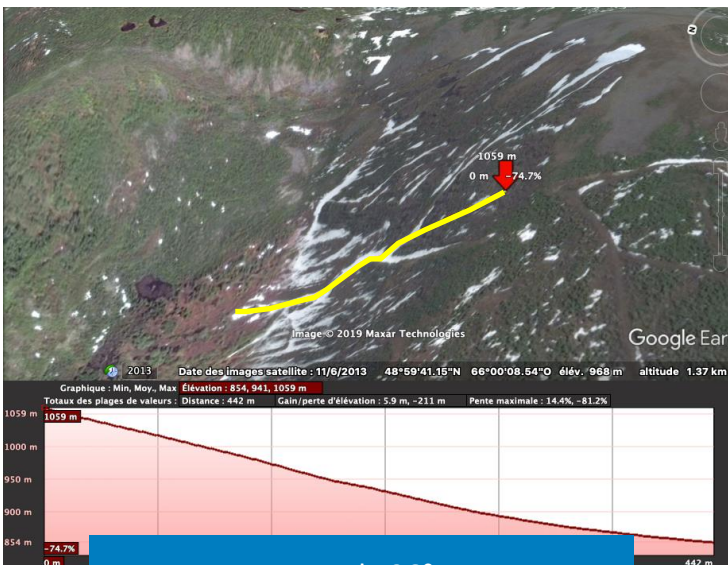 N
1059 m
0 m -74.7%
Image © 2019 Maxar Technologies
Google Ear
2013 Date des images satellite : 11/6/2013 48°59'41.15"N 66°00'08.54"O élév. 968 m altitude 1.37 km
Graphique : Min, Moy., Max Élévation : 854, 941, 1059 m
Totaux des plages de valeurs : Distance : 442 m Gain/perte d'élévation : 5.9 m, -211 m Pente maximale : 14.4%, -81.2%
1059 m
1059 m
1000 m
950 m
900 m
854 m
-74.7%
0 m 442 m